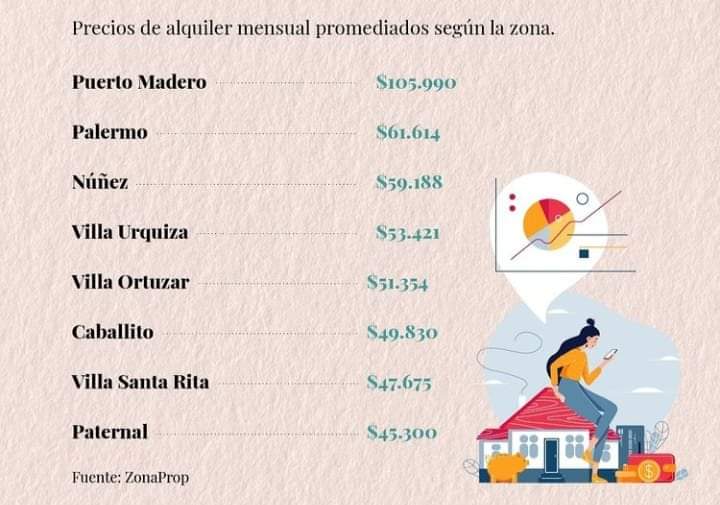 Precios de alquiler mensual promediados según la zona.
Puerto Madero $105.990
Palermo $61.614
Núñez $59.188
Villa Urquiza $53.421
Villa Ortuzar $51.354
Caballito $49.830
Villa Santa Rita $47.675
Paternal $45.300
Fuente: ZonaProp
$